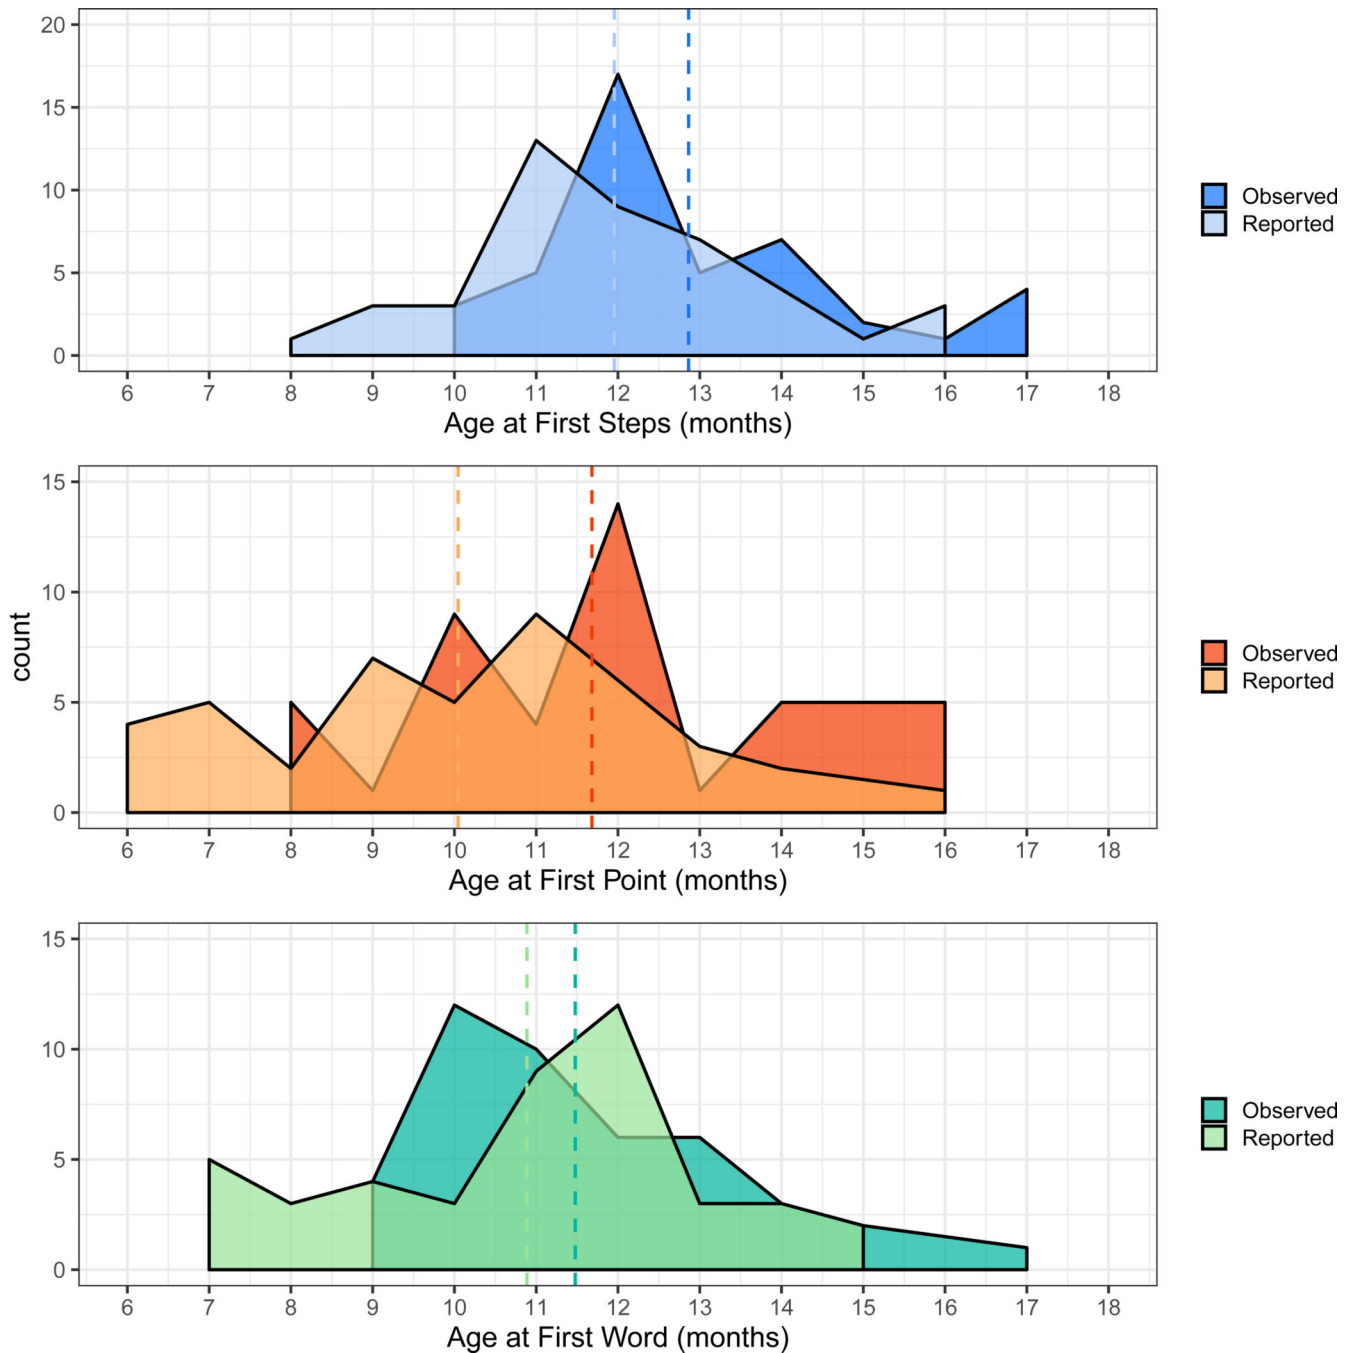 20
15
10
5
0
6 7 8 9 10 11 12 13 14 15 16 17 18
Age at First Steps (months)
Observed
Reported
count
15
10
5
0
6 7 8 9 10 11 12 13 14 15 16 17 18
Age at First Point (months)
Observed
Reported
15
10
5
0
6 7 8 9 10 11 12 13 14 15 16 17 18
Age at First Word (months)
Observed
Reported